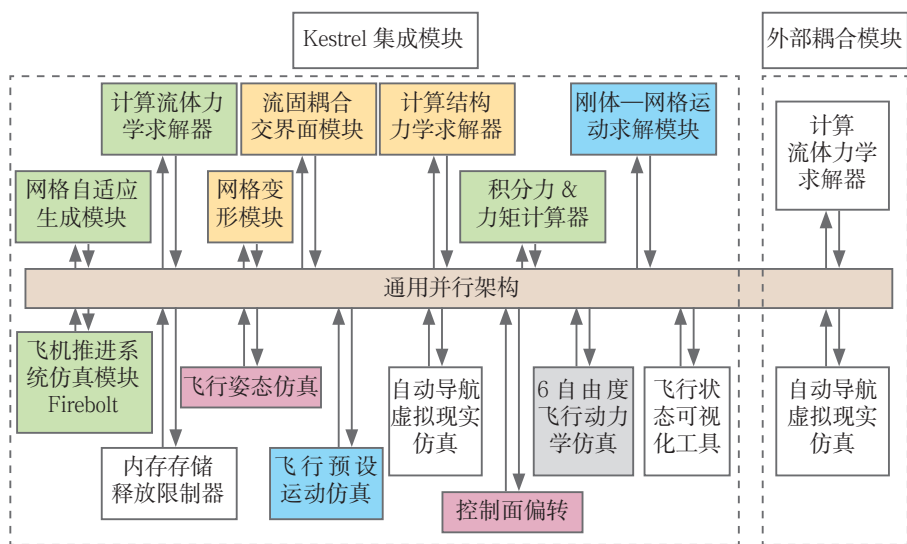 Kestrel 集成模块
外部耦合模块
计算流体力
学求解器
流固耦合
交界面模块
计算结构
力学求解器
刚体—网格运
动求解模块
计算
流体力学
求解器
网格自适应
生成模块
网格变
形模块
积分力 &
力矩计算器
通用并行架构
飞机推进系
统仿真模块
Firebolt
飞行姿态仿真
自动导航
虚拟现实
仿真
6 自由度
飞行动力
学仿真
飞行状
态可视
化工具
自动导航
虚拟现实
仿真
内存存储
释放限制器
飞行预设
运动仿真
控制面偏转